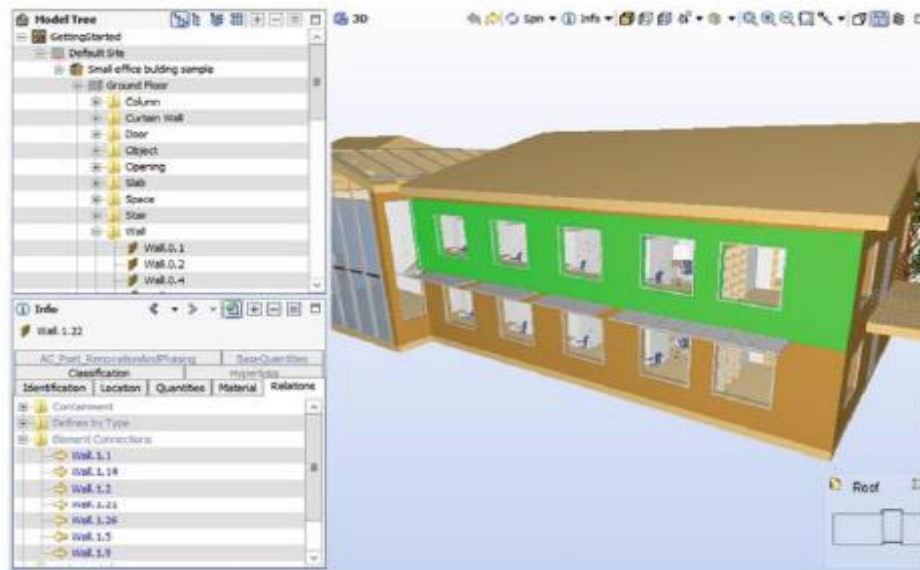 Model Tree
GettingStarted
Default Site
Small office bulding sample
Ground Floor
Column
Curtain Wall
Door
Object
Opening
Slab
Space
Stair
Wall
Wall.0.1
Wall.0.2
Wall.0.4
Info
Wall.1.22
AC_Pset_RenovationAndPhasing BaseQuantities
Classification Hyperlinks
Identification Location Quantities Material Relations
Containment
Defines by Type
Element Connections
Wall.1.1
Wall.1.19
Wall.1.2
Wall.1.21
Wall.1.26
Wall.1.5
Wall.1.9
3D Spin Info
Roof